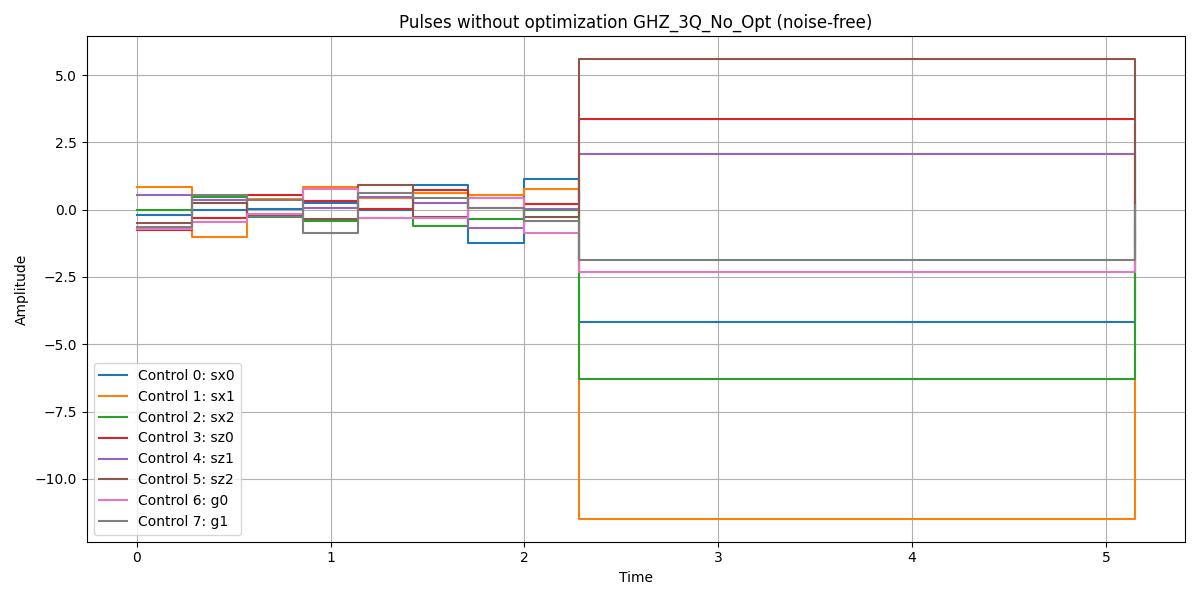 Pulses without optimization GHZ_3Q_No_Opt (noise-free)
Amplitude
5.0
2.5
0.0
−2.5
−5.0
−7.5
−10.0
Control 0: sx0
Control 1: sx1
Control 2: sx2
Control 3: sz0
Control 4: sz1
Control 5: sz2
Control 6: g0
Control 7: g1
0 1 2 3 4 5
Time